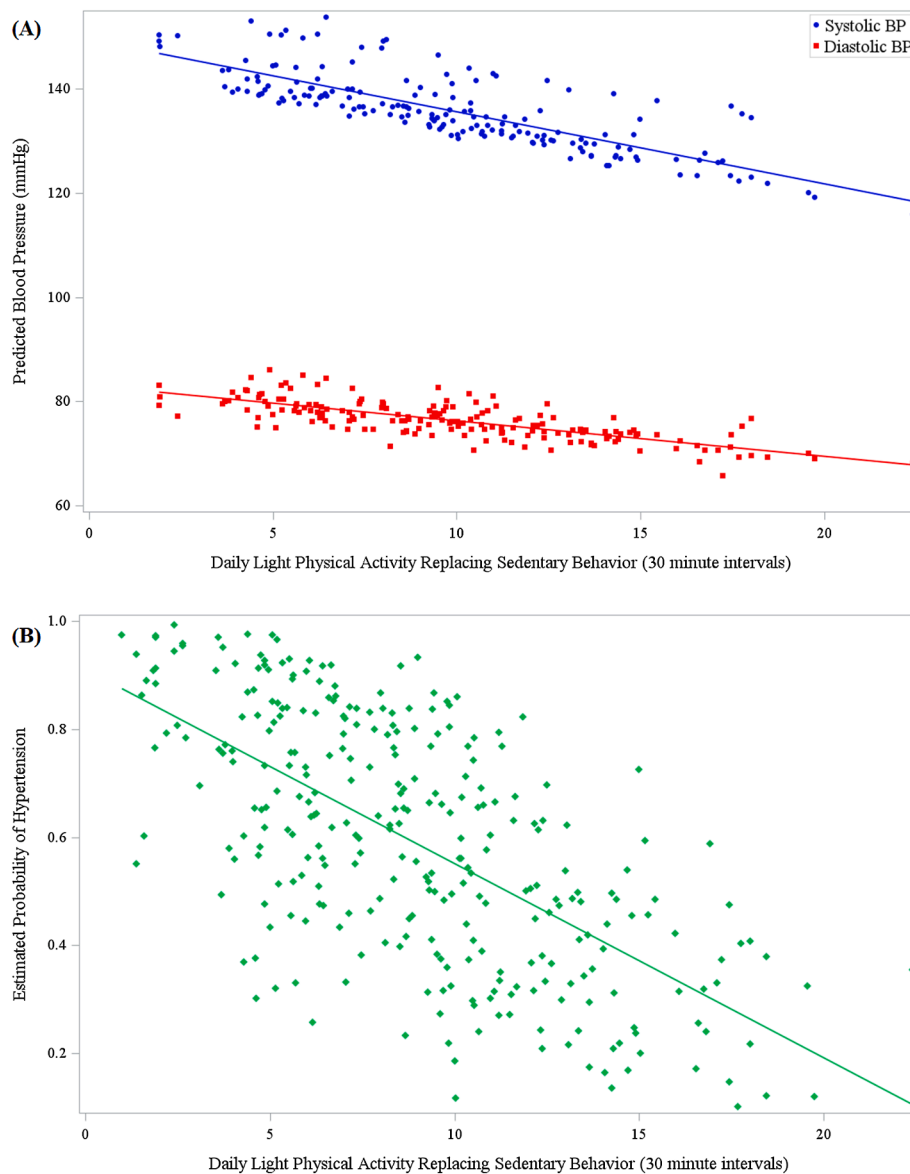 (A)
Systolic BP
Diastolic BP
140
120
100
80
60
Predicted Blood Pressure (mmHg)
0 5 10 15 20
Daily Light Physical Activity Replacing Sedentary Behavior (30 minute intervals)
(B)
1.0
0.8
0.6
0.4
0.2
Estimated Probability of Hypertension
0 5 10 15 20
Daily Light Physical Activity Replacing Sedentary Behavior (30 minute intervals)